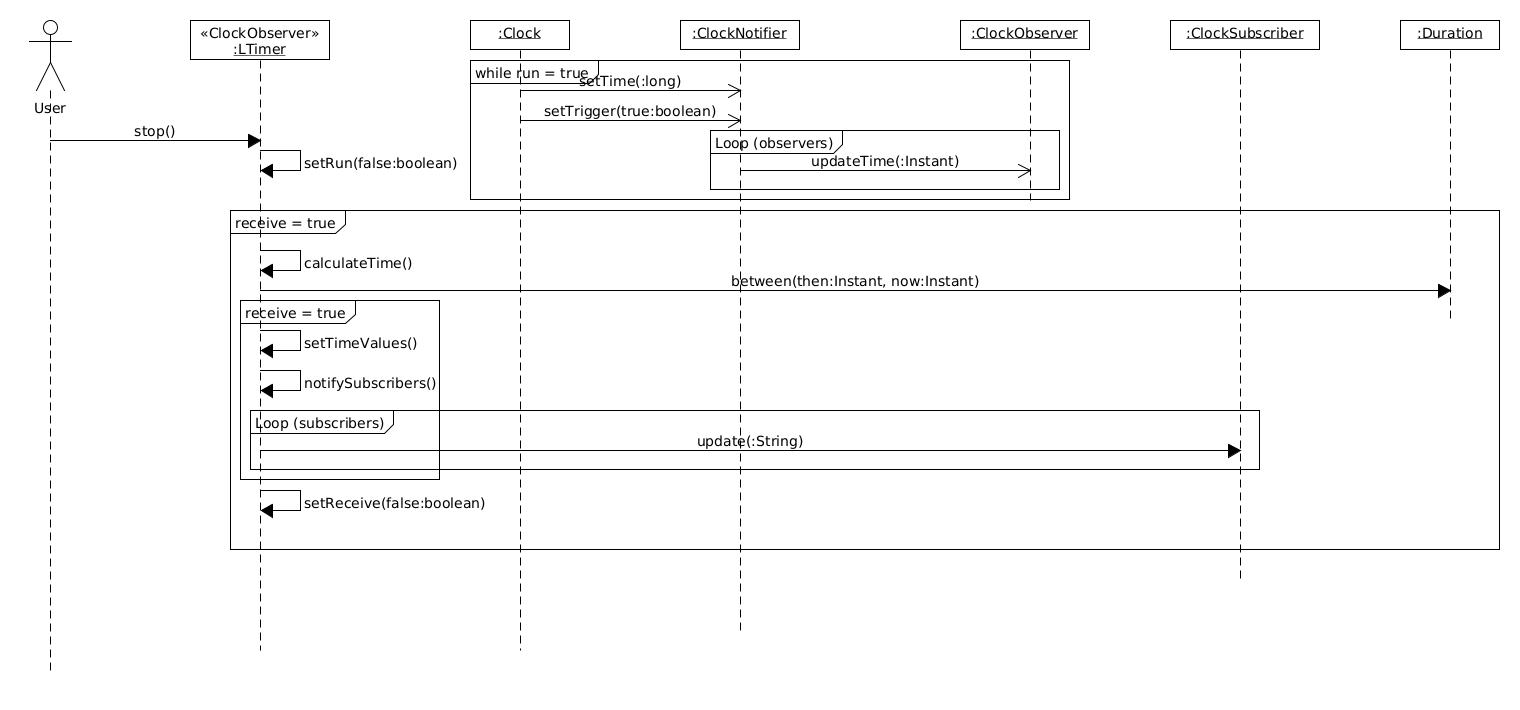 «ClockObserver»
:LTimer
:Clock
:ClockNotifier
:ClockObserver
:ClockSubscriber
:Duration
User
while run = true
setTime(:long)
setTrigger(true:boolean)
stop()
Loop (observers)
setRun(false:boolean)
updateTime(:Instant)
receive = true
calculateTime()
between(then:Instant, now:Instant)
receive = true
setTimeValues()
notifySubscribers()
Loop (subscribers)
update(:String)
setReceive(false:boolean)